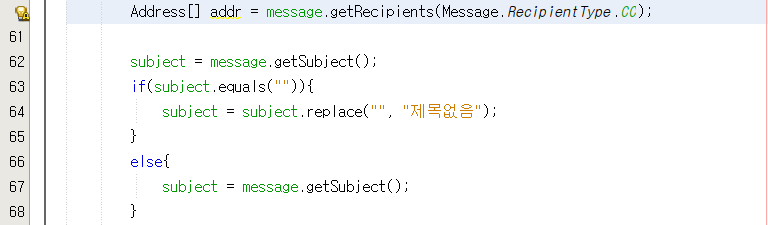 Address[] addr = message.getRecipients(Message.RecipientType.CC);
61
62 subject = message.getSubject();
63 if(subject.equals("")){
64 subject = subject.replace("", "제목없음");
65 }
66 else{
67 subject = message.getSubject();
68 }